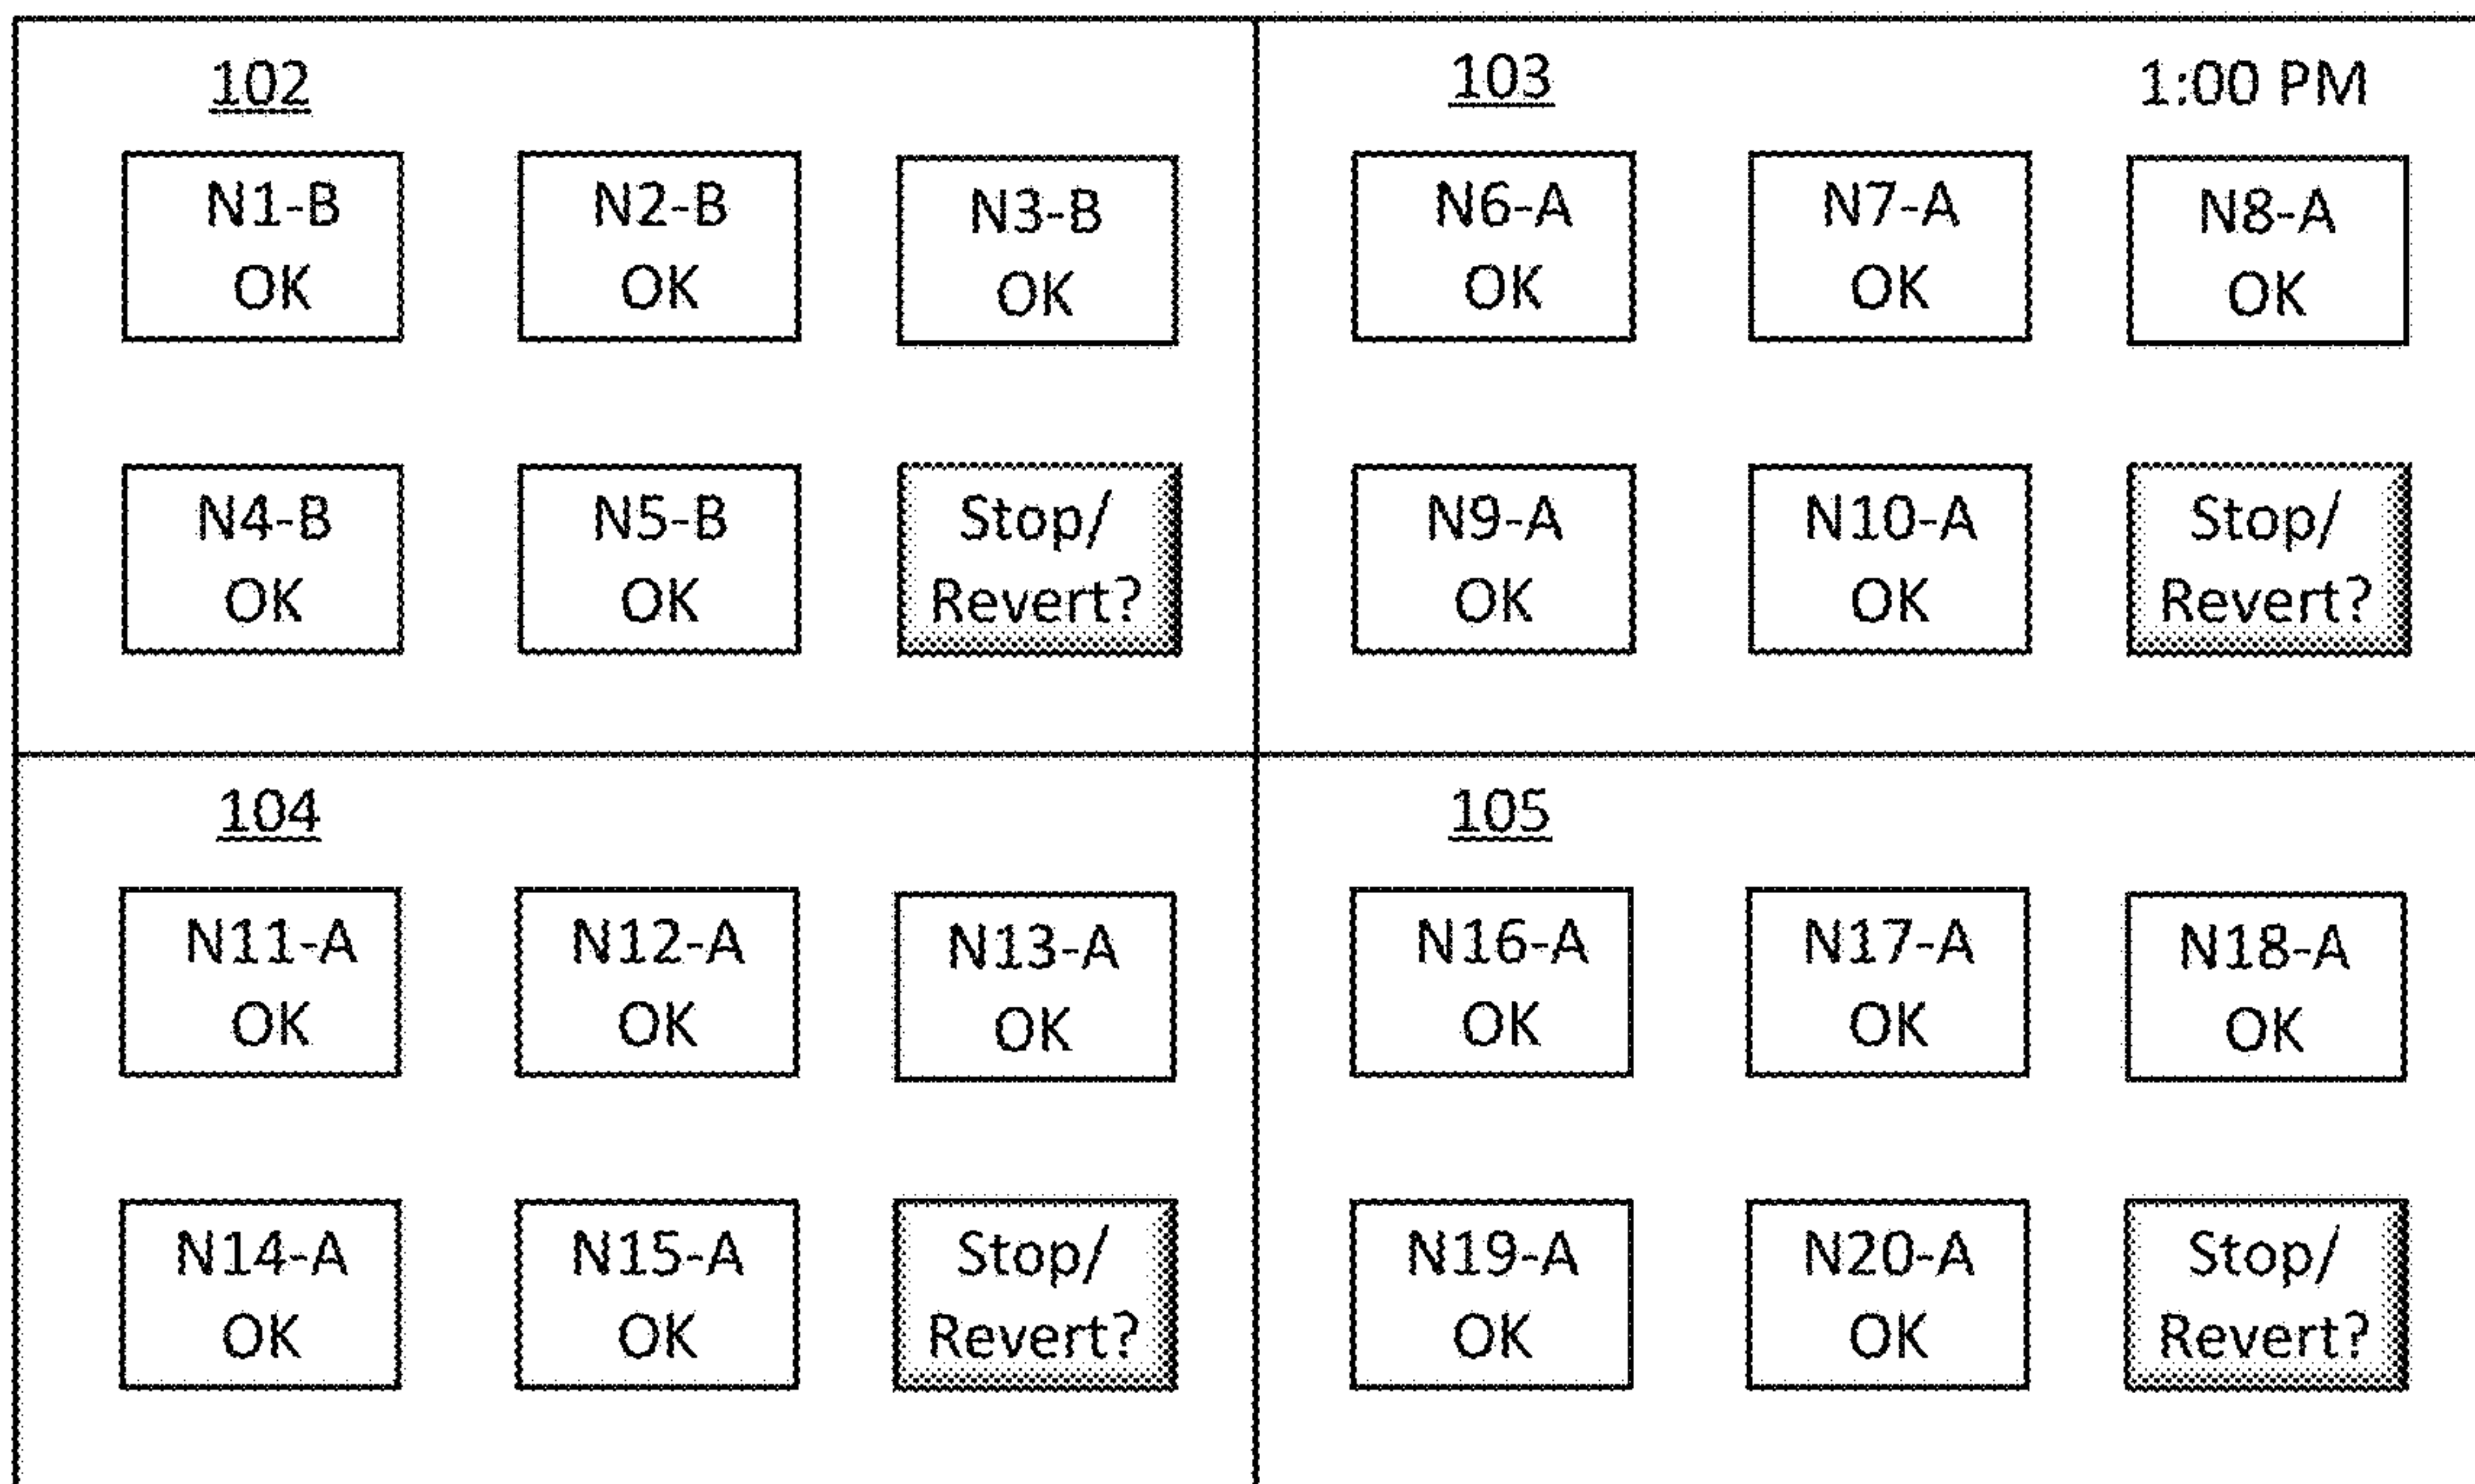 102
N1-B
OK
N2-B
OK
N3-B
OK
N4-B
OK
N5-B
OK
Stop/
Revert?
103
1:00 PM
N6-A
OK
N7-A
OK
N8-A
OK
N9-A
OK
N10-A
OK
Stop/
Revert?
104
N11-A
OK
N12-A
OK
N13-A
OK
N14-A
OK
N15-A
OK
Stop/
Revert?
105
N16-A
OK
N17-A
OK
N18-A
OK
N19-A
OK
N20-A
OK
Stop/
Revert?